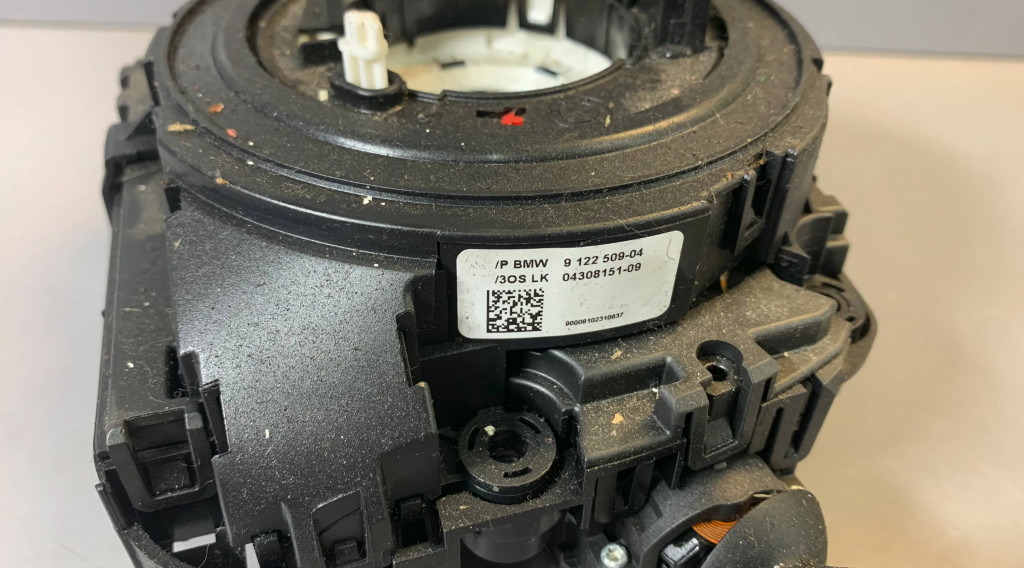 /P BMW 9 122 509-04
/3OS LK 04308151-09
90008102310637